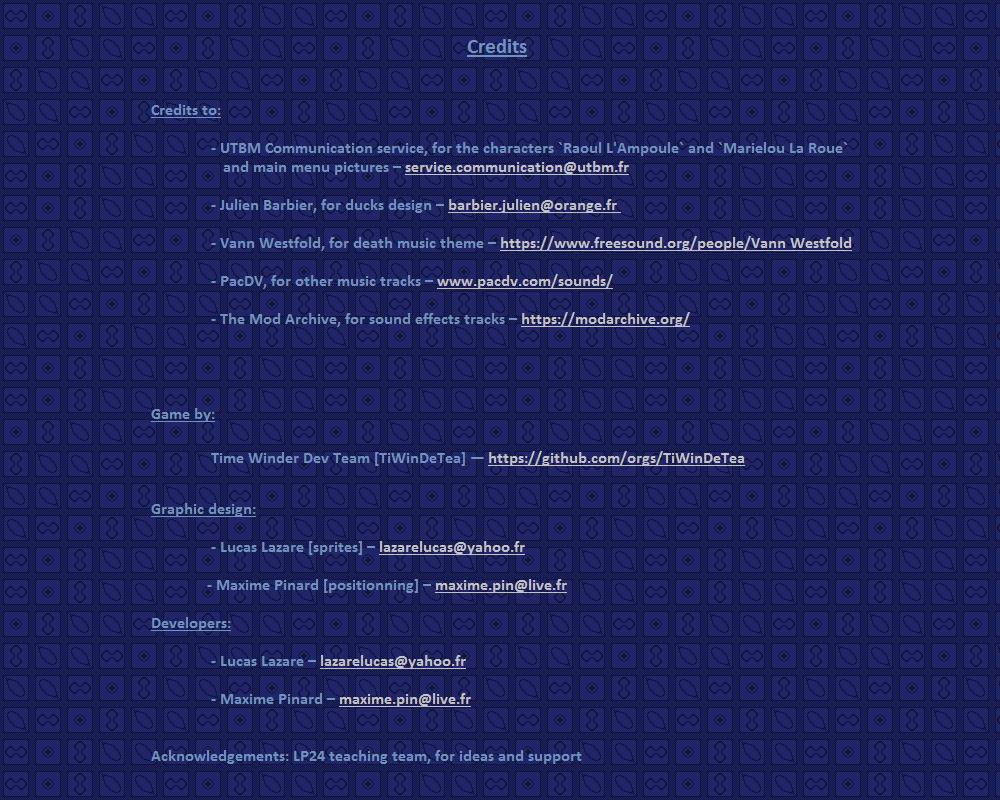 Credits
Credits to:
- UTBM Communication service, for the characters `Raoul L'Ampoule` and `Marielou La Roue`
and main menu pictures – service.communication@utbm.fr
- Julien Barbier, for ducks design – barbier.julien@orange.fr
- Vann Westfold, for death music theme – https://www.freesound.org/people/Vann Westfold
- PacDV, for other music tracks – www.pacdv.com/sounds/
- The Mod Archive, for sound effects tracks – https://modarchive.org/
Game by:
Time Winder Dev Team [TiWinDeTea] — https://github.com/orgs/TiWinDeTea
Graphic design:
- Lucas Lazare [sprites] – lazarelucas@yahoo.fr
- Maxime Pinard [positionning] – maxime.pin@live.fr
Developers:
- Lucas Lazare – lazarelucas@yahoo.fr
- Maxime Pinard – maxime.pin@live.fr
Acknowledgements: LP24 teaching team, for ideas and support